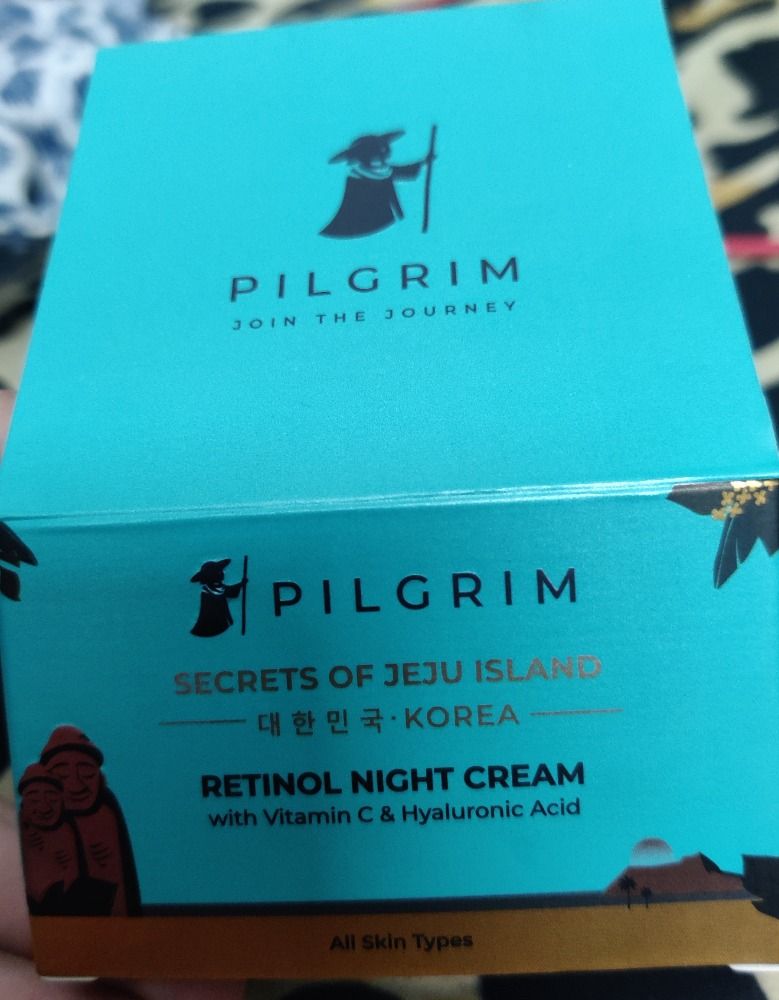 PILGRIM
JOIN THE JOURNEY
PILGRIM
SECRETS OF JEJU ISLAND
대한민국·KOREA
RETINOL NIGHT CREAM
with Vitamin C & Hyaluronic Acid
All Skin Types